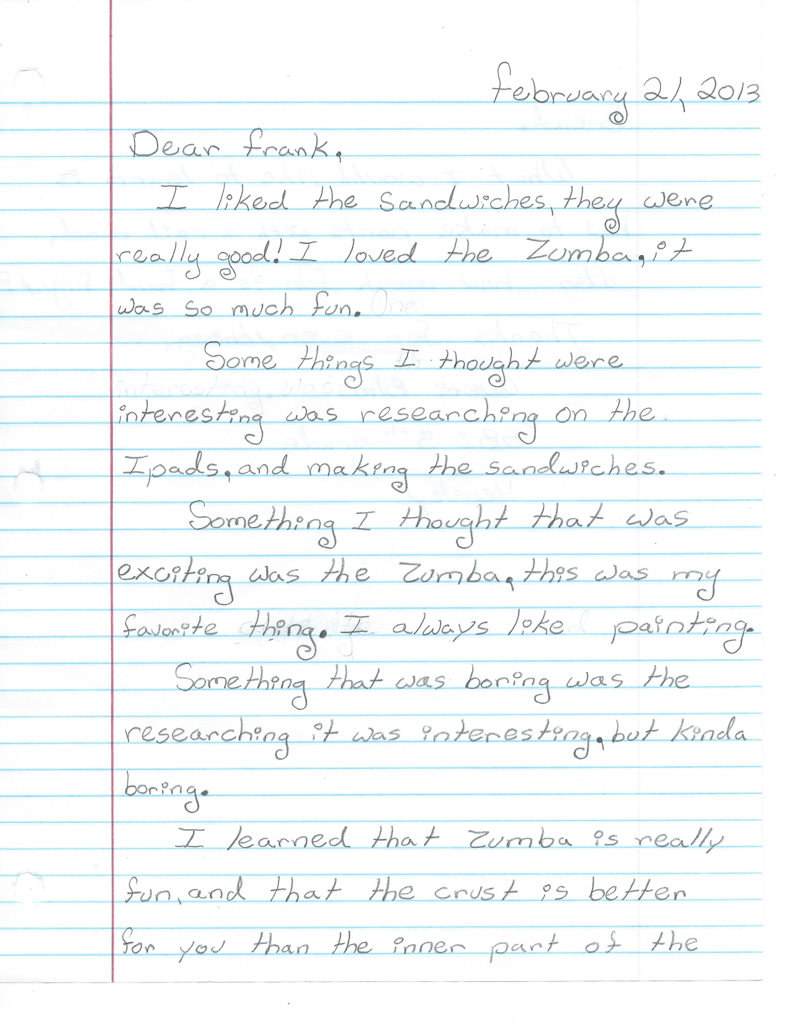 february 21, 2013
Dear frank,
I liked the sandwiches, they were
really good! I loved the Zumba, it
was so much fun. One
Some things I thought were
interesting was researching on the
Ipads, and making the sandwiches.
Something I thought that was
exciting was the Zumba, this was my
favorite thing. I always like painting.
Something that was boring was the
researching it was interesting, but kinda
boring.
I learned that Zumba is really
fun, and that the crust is better
for you than the inner part of the